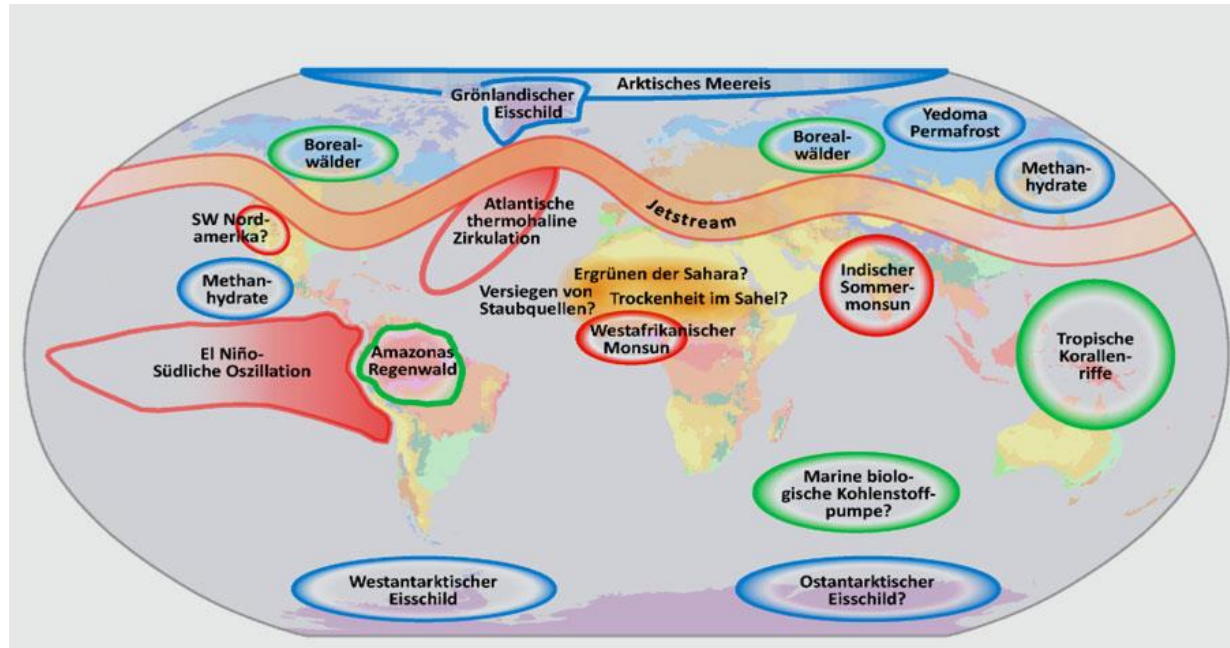 Arktisches Meereis
Grönlandischer
Eisschild
Yedoma
Permafrost
Boreal-
wälder
Boreal-
wälder
Methan-
hydrate
SW Nord-
amerika?
Atlantische
thermohaline
Zirkulation
Jetstream
Methan-
hydrate
Ergrünen der Sahara?
Versiegen von
Staubquellen?
Trockenheit im Sahel?
Indischer
Sommer-
monsun
Westafrikanischer
Monsun
El Niño-
Südliche Oszillation
Amazonas
Regenwald
Tropische
Korallen-
riffe
Marine biolo-
gische Kohlenstoff-
pumpe?
Westantarktischer
Eisschild
Ostantarktischer
Eisschild?